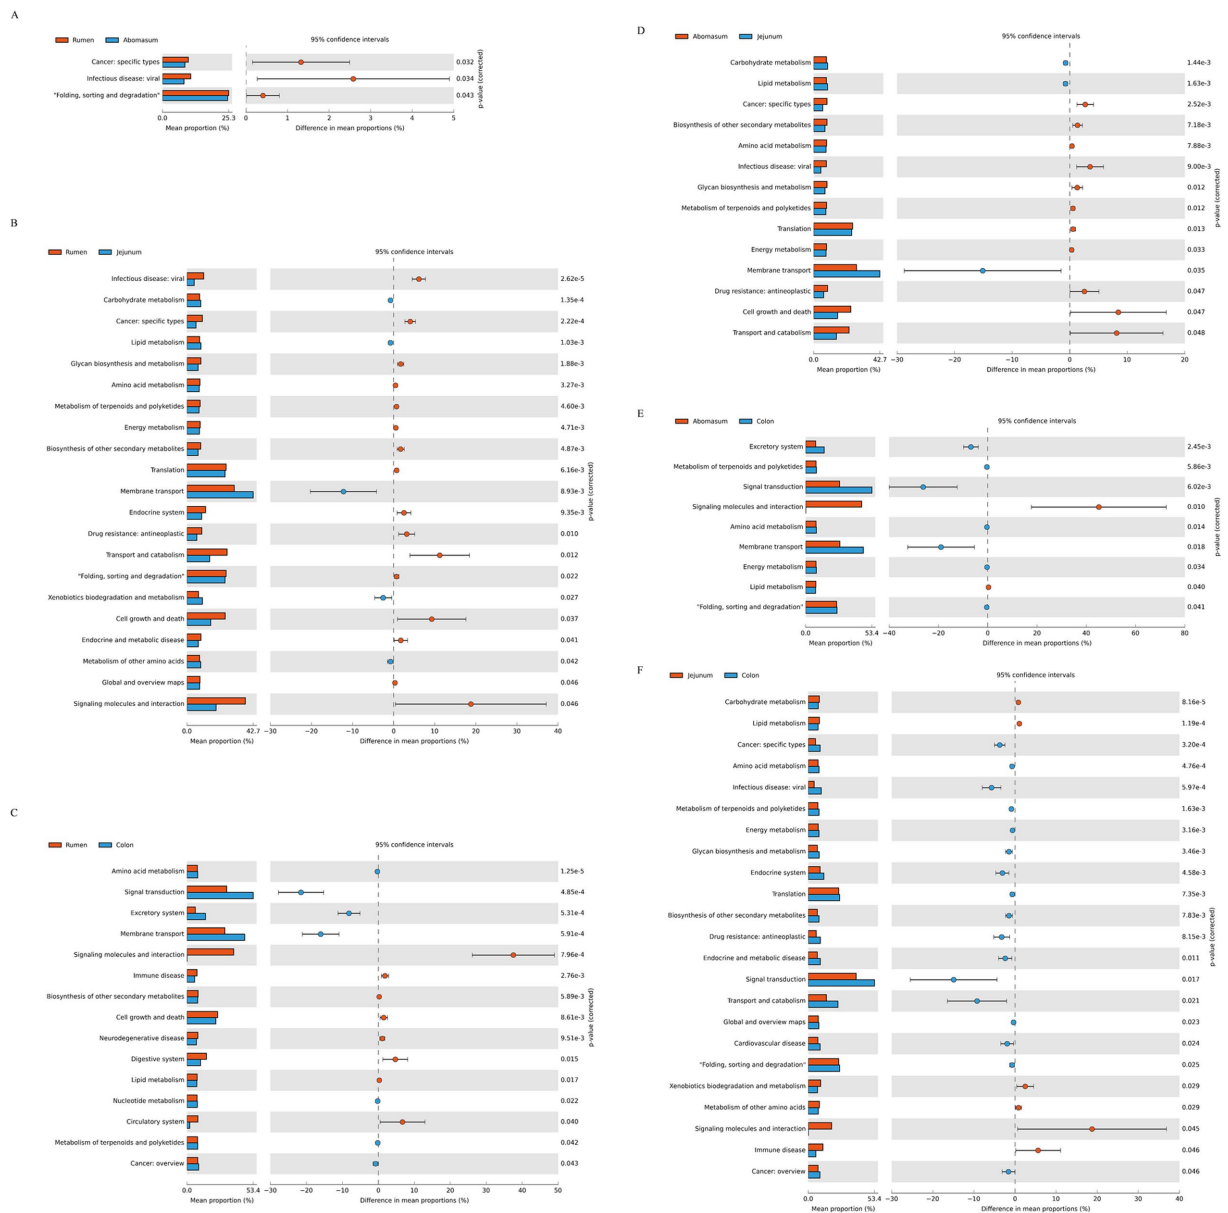 A
Rumen Abomasum
95% confidence intervals
Cancer: specific types 0.032
Infectious disease: viral 0.034
"Folding, sorting and degradation" 0.043
p-value (corrected)
0.0 25.3 0 1 2 3 4 5
Mean proportion (%) Difference in mean proportions (%)
B
Rumen Jejunum
95% confidence intervals
Infectious disease: viral 2.62e-5
Carbohydrate metabolism 1.35e-4
Cancer: specific types 2.22e-4
Lipid metabolism 1.03e-3
Glycan biosynthesis and metabolism 1.88e-3
Amino acid metabolism 3.27e-3
Metabolism of terpenoids and polyketides 4.60e-3
Energy metabolism 4.71e-3
Biosynthesis of other secondary metabolites 4.87e-3
Translation 6.16e-3
Membrane transport 8.93e-3
Endocrine system 9.35e-3
Drug resistance: antineoplastic 0.010
Transport and catabolism 0.012
"Folding, sorting and degradation" 0.022
Xenobiotics biodegradation and metabolism 0.027
Cell growth and death 0.037
Endocrine and metabolic disease 0.041
Metabolism of other amino acids 0.042
Global and overview maps 0.046
Signaling molecules and interaction 0.046
p-value (corrected)
0.0 42.7 −30 −20 −10 0 10 20 30 40
Mean proportion (%) Difference in mean proportions (%)
C
Rumen Colon
95% confidence intervals
Amino acid metabolism 1.25e-5
Signal transduction 4.85e-4
Excretory system 5.31e-4
Membrane transport 5.91e-4
Signaling molecules and interaction 7.96e-4
Immune disease 2.76e-3
Biosynthesis of other secondary metabolites 5.89e-3
Cell growth and death 8.61e-3
Neurodegenerative disease 9.51e-3
Digestive system 0.015
Lipid metabolism 0.017
Nucleotide metabolism 0.022
Circulatory system 0.040
Metabolism of terpenoids and polyketides 0.042
Cancer: overview 0.043
p-value (corrected)
0.0 53.4 −30 −20 −10 0 10 20 30 40 50
Mean proportion (%) Difference in mean proportions (%)
D
Abomasum Jejunum
95% confidence intervals
Carbohydrate metabolism 1.44e-3
Lipid metabolism 1.63e-3
Cancer: specific types 2.52e-3
Biosynthesis of other secondary metabolites 7.18e-3
Amino acid metabolism 7.88e-3
Infectious disease: viral 9.00e-3
Glycan biosynthesis and metabolism 0.012
Metabolism of terpenoids and polyketides 0.012
Translation 0.013
Energy metabolism 0.033
Membrane transport 0.035
Drug resistance: antineoplastic 0.047
Cell growth and death 0.047
Transport and catabolism 0.048
p-value (corrected)
0.0 42.7 −30 −20 −10 0 10 20
Mean proportion (%) Difference in mean proportions (%)
E
Abomasum Colon
95% confidence intervals
Excretory system 2.45e-3
Metabolism of terpenoids and polyketides 5.86e-3
Signal transduction 6.02e-3
Signaling molecules and interaction 0.010
Amino acid metabolism 0.014
Membrane transport 0.018
Energy metabolism 0.034
Lipid metabolism 0.040
"Folding, sorting and degradation" 0.041
p-value (corrected)
0.0 53.4 −40 −20 0 20 40 60 80
Mean proportion (%) Difference in mean proportions (%)
F
Jejunum Colon
95% confidence intervals
Carbohydrate metabolism 8.16e-5
Lipid metabolism 1.19e-4
Cancer: specific types 3.20e-4
Amino acid metabolism 4.76e-4
Infectious disease: viral 5.97e-4
Metabolism of terpenoids and polyketides 1.63e-3
Energy metabolism 3.16e-3
Glycan biosynthesis and metabolism 3.46e-3
Endocrine system 4.58e-3
Translation 7.35e-3
Biosynthesis of other secondary metabolites 7.83e-3
Drug resistance: antineoplastic 8.15e-3
Endocrine and metabolic disease 0.011
Signal transduction 0.017
Transport and catabolism 0.021
Global and overview maps 0.023
Cardiovascular disease 0.024
"Folding, sorting and degradation" 0.025
Xenobiotics biodegradation and metabolism 0.029
Metabolism of other amino acids 0.029
Signaling molecules and interaction 0.045
Immune disease 0.046
Cancer: overview 0.046
p-value (corrected)
0.0 53.4 −30 −20 −10 0 10 20 30 40
Mean proportion (%) Difference in mean proportions (%)